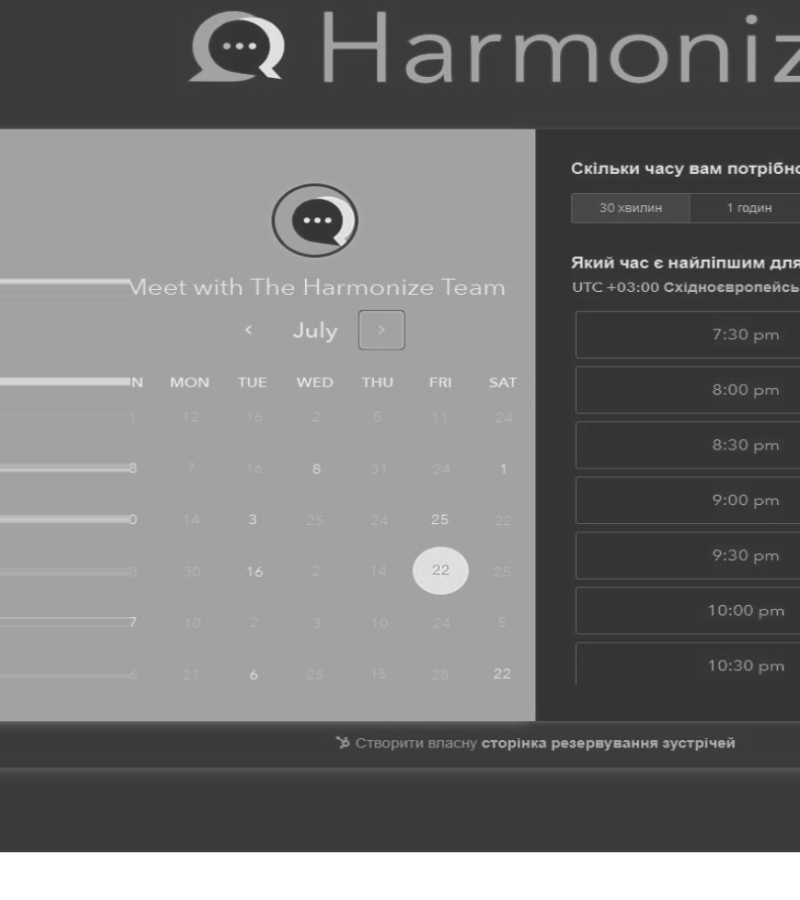 Harmoniz
Meet with The Harmonize Team
July
N MON TUE WED THU FRI SAT
1 12 16 2 5 11 24
8 7 16 8 31 24 1
0 14 3 25 24 25 22
8 30 16 2 14 22 25
7 10 2 3 10 24 5
6 21 6 25 15 28 22
Скільки часу вам потрібно
30 хвилин 1 годин
Який час є найліпшим для
UTC +03:00 Східноєвропейсь
7:30 pm
8:00 pm
8:30 pm
9:00 pm
9:30 pm
10:00 pm
10:30 pm
Створити власну сторінка резервування зустрічей